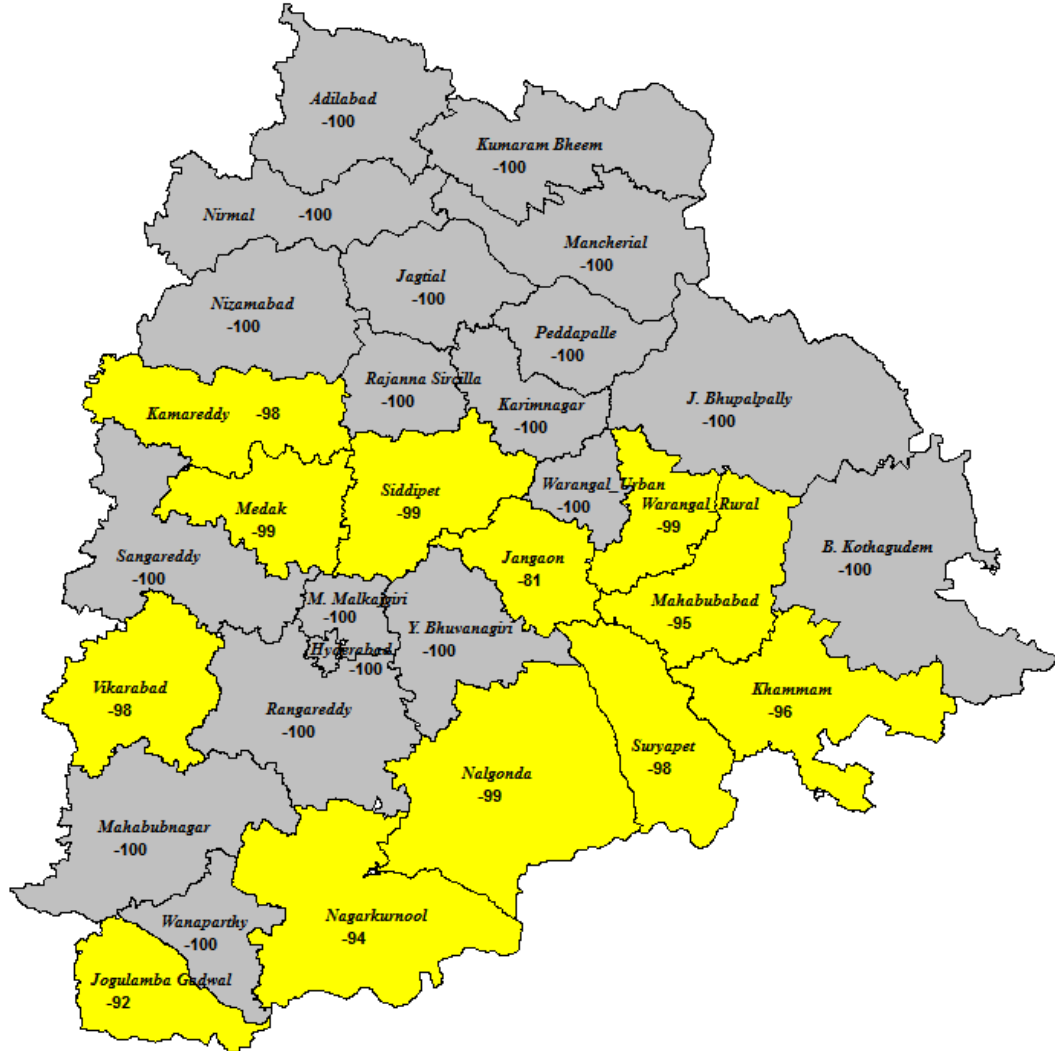 Adilabad
-100
Kumaram Bheem
-100
Nirmal -100
Mancherial
-100
Jagtial
-100
Nizamabad
-100
Peddapalle
-100
Rajanna Sircilla
-100
Karimnagar
-100
J. Bhupalpally
-100
Kamareddy -98
Siddipet
-99
Medak
-99
Warangal_Urban
-100
Warangal_Rural
-99
Sangareddy
-100
Jangaon
-81
B. Kothagudem
-100
M. Malkajgiri
-100
Mahabubabad
-95
Y. Bhuvanagiri
-100
Hyderabad
-100
Vikarabad
-98
Rangareddy
-100
Khammam
-96
Suryapet
-98
Nalgonda
-99
Mahabubnagar
-100
Wanaparthy
-100
Nagarkurnool
-94
Jogulamba Gadwal
-92